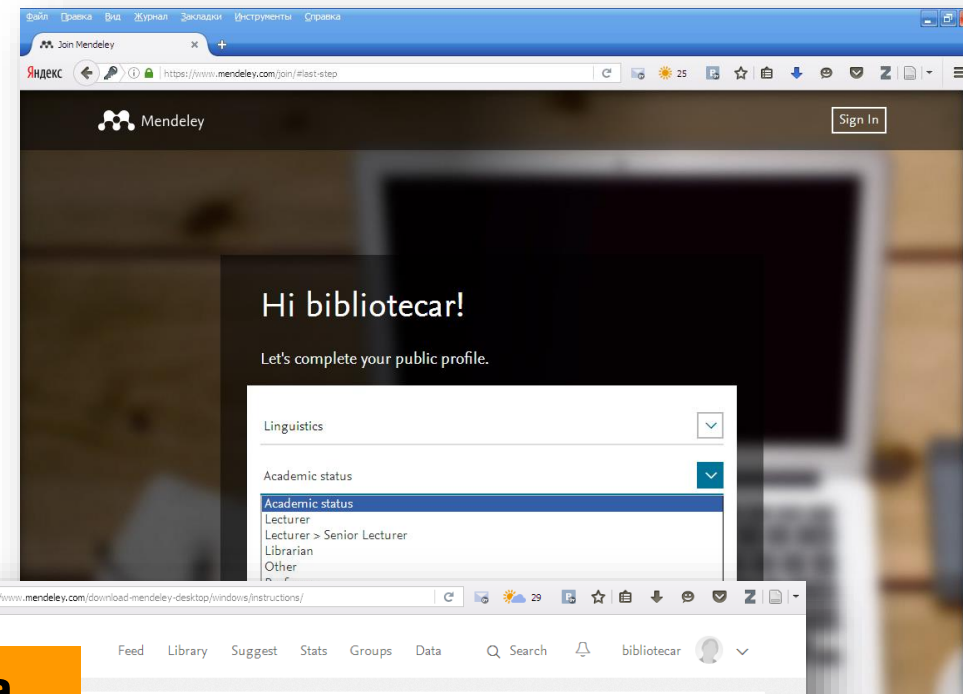 Файл Правка Вид Журнал Закладки Инструменты Справка
Join Mendeley × +
Яндекс https://www.mendeley.com/join/#last-step 25
Mendeley
Sign In
Hi bibliotecar!
Let's complete your public profile.
Linguistics
Academic status
Academic status
Lecturer
Lecturer > Senior Lecturer
Librarian
Other
www.mendeley.com/download-mendeley-desktop/windows/instructions/ 29
Feed Library Suggest Stats Groups Data Search bibliotecar